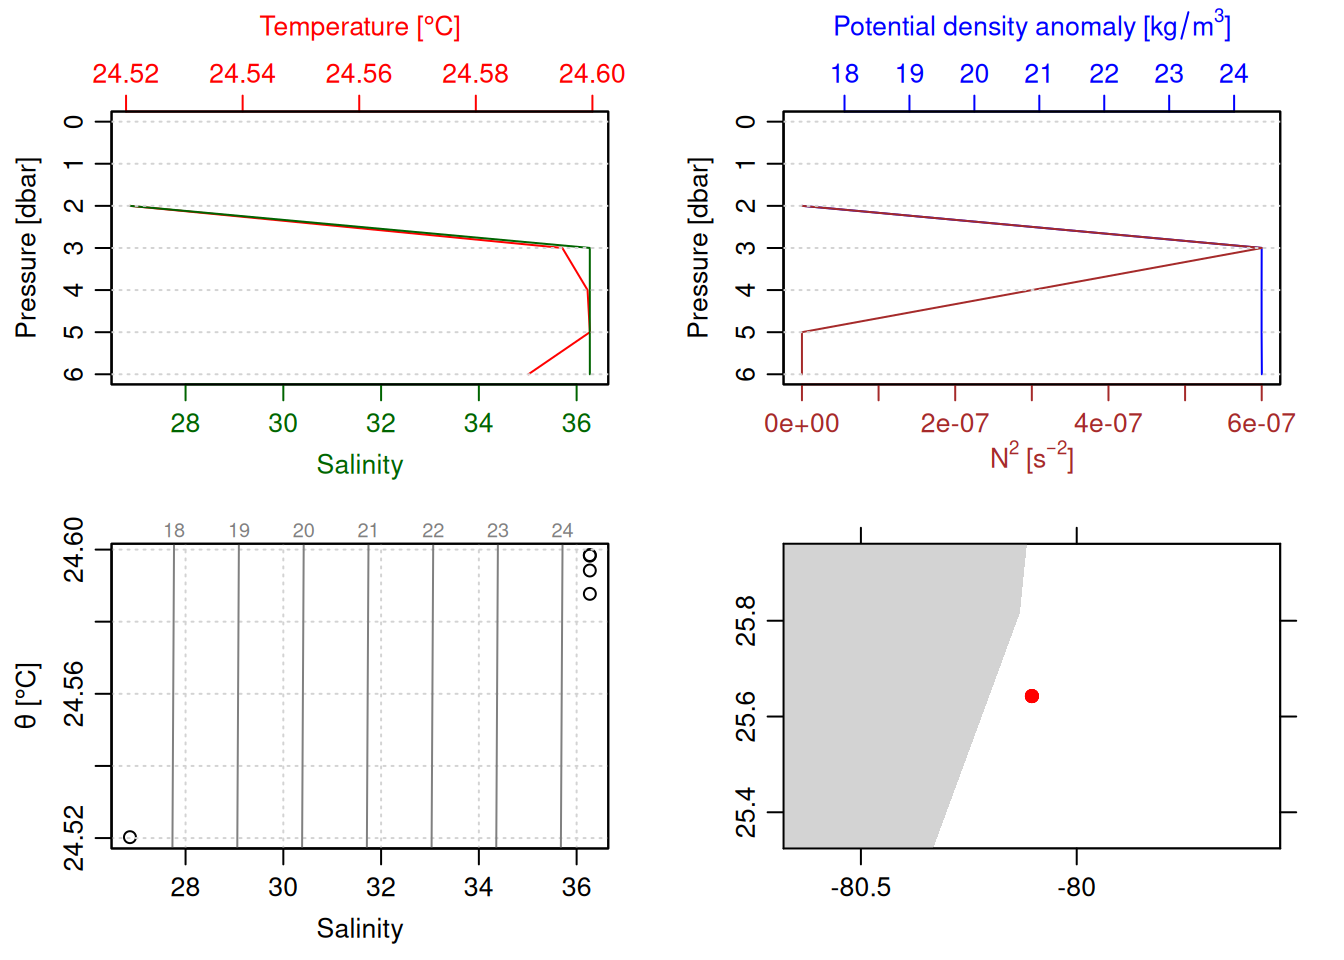 Temperature [°C]
24.52 24.54 24.56 24.58 24.60
Pressure [dbar]
0
1
2
3
4
5
6
28 30 32 34 36
Salinity
Potential density anomaly [kg/m³]
18 19 20 21 22 23 24
Pressure [dbar]
0
1
2
3
4
5
6
0e+00 2e-07 4e-07 6e-07
N² [s⁻²]
18 19 20 21 22 23 24
θ [°C]
24.60
24.56
24.52
28 30 32 34 36
Salinity
25.8
25.6
25.4
-80.5 -80